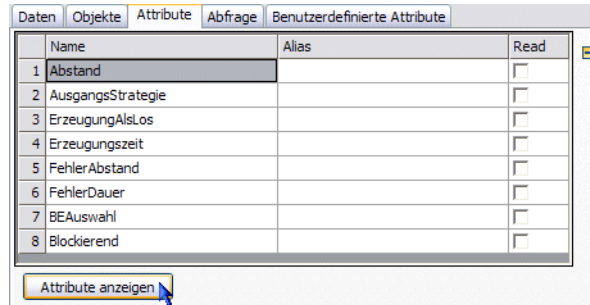 Daten Objekte Attribute Abfrage Benutzerdefinierte Attribute
Name Alias Read
1 Abstand
2 AusgangsStrategie
3 ErzeugungAlsLos
4 Erzeugungszeit
5 FehlerAbstand
6 FehlerDauer
7 BEAuswahl
8 Blockierend
Attribute anzeigen